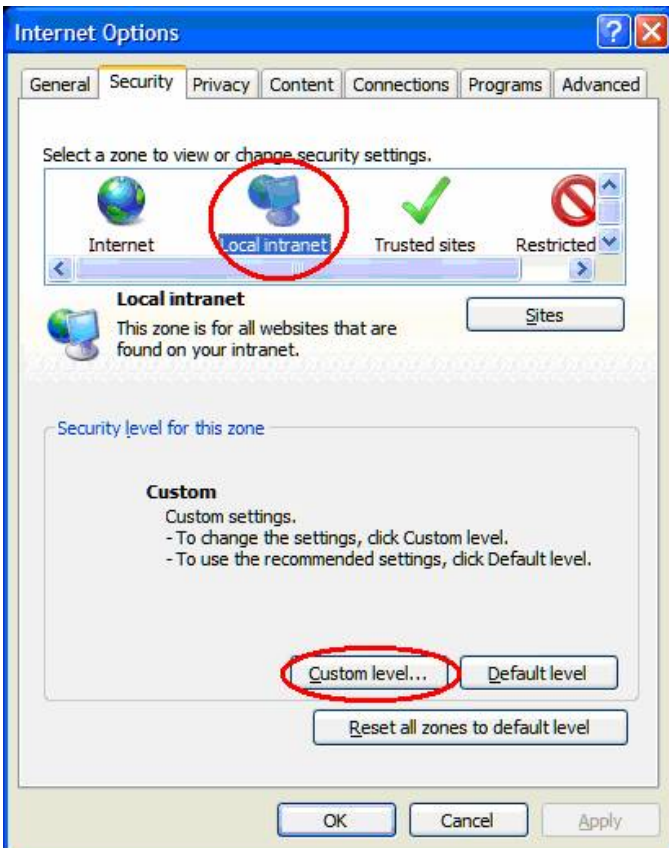 Internet Options
General Security Privacy Content Connections Programs Advanced
Select a zone to view or change security settings.
Internet Local intranet Trusted sites Restricted
Local intranet
Sites
This zone is for all websites that are
found on your intranet.
Security level for this zone
Custom
Custom settings.
- To change the settings, click Custom level.
- To use the recommended settings, click Default level.
Custom level... Default level
Reset all zones to default level
OK Cancel Apply